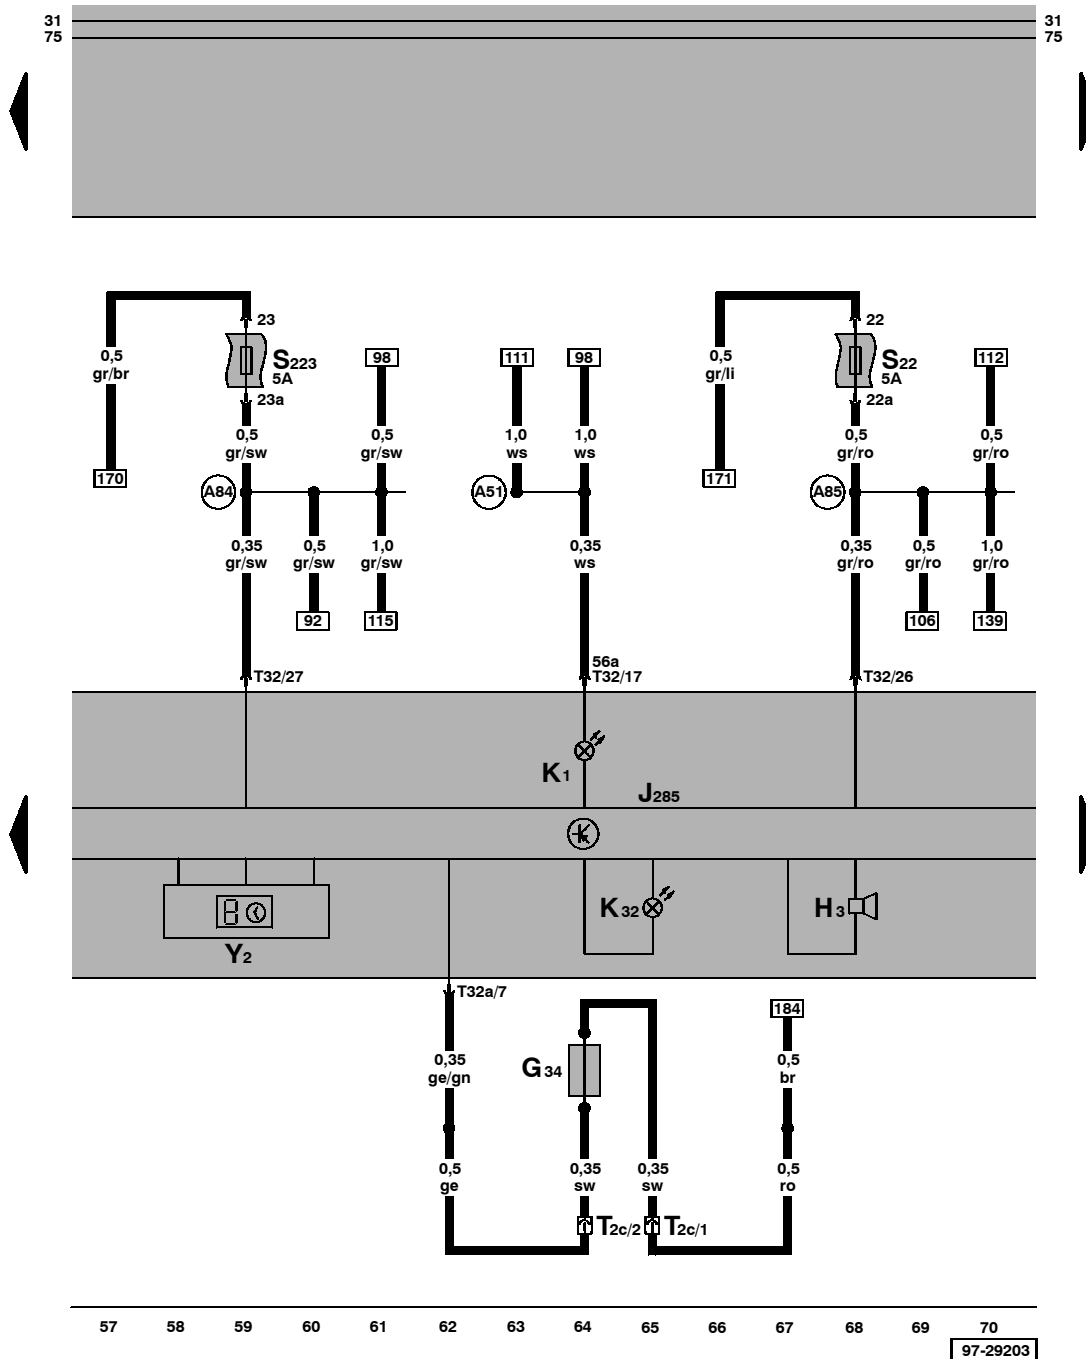 31 31
75 75
23 22
0,5 S223 98 111 98 0,5 S22 112
gr/br 5A gr/li 5A
23a 22a
0,5 0,5 1,0 1,0 0,5 0,5
gr/sw gr/sw ws ws gr/ro gr/ro
170 171
A84 A51 A85
0,35 0,5 1,0 0,35 0,35 0,5 1,0
gr/sw gr/sw gr/sw ws gr/ro gr/ro gr/ro
92 115 106 139
56a
T32/27 T32/17 T32/26
K1
J285
K32 H3
Y2
T32a/7
184
0,35 G34 0,5
ge/gn br
0,5 0,35 0,35 0,5
ge sw sw ro
T2c/2 T2c/1
57 58 59 60 61 62 63 64 65 66 67 68 69 70
97-29203